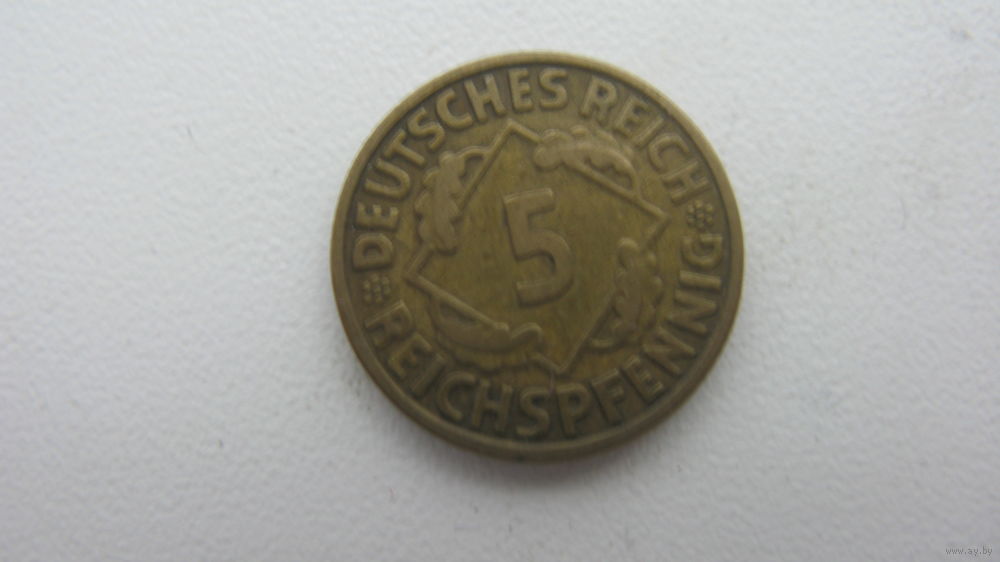 DEUTSCHES REICH
5
REICHSPFENNIG
www.ay.by